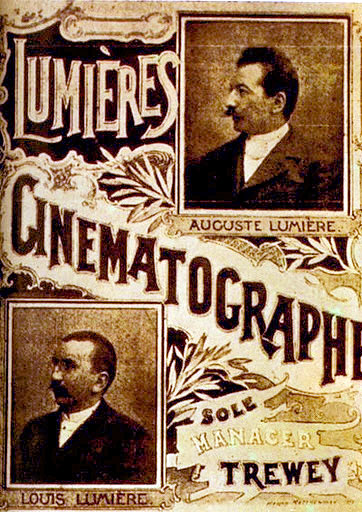 LUMIÈRES
AUGUSTE LUMIÈRE.
CINEMATOGRAPHE
LOUIS LUMIÈRE.
SOLE
MANAGER
TREWEY